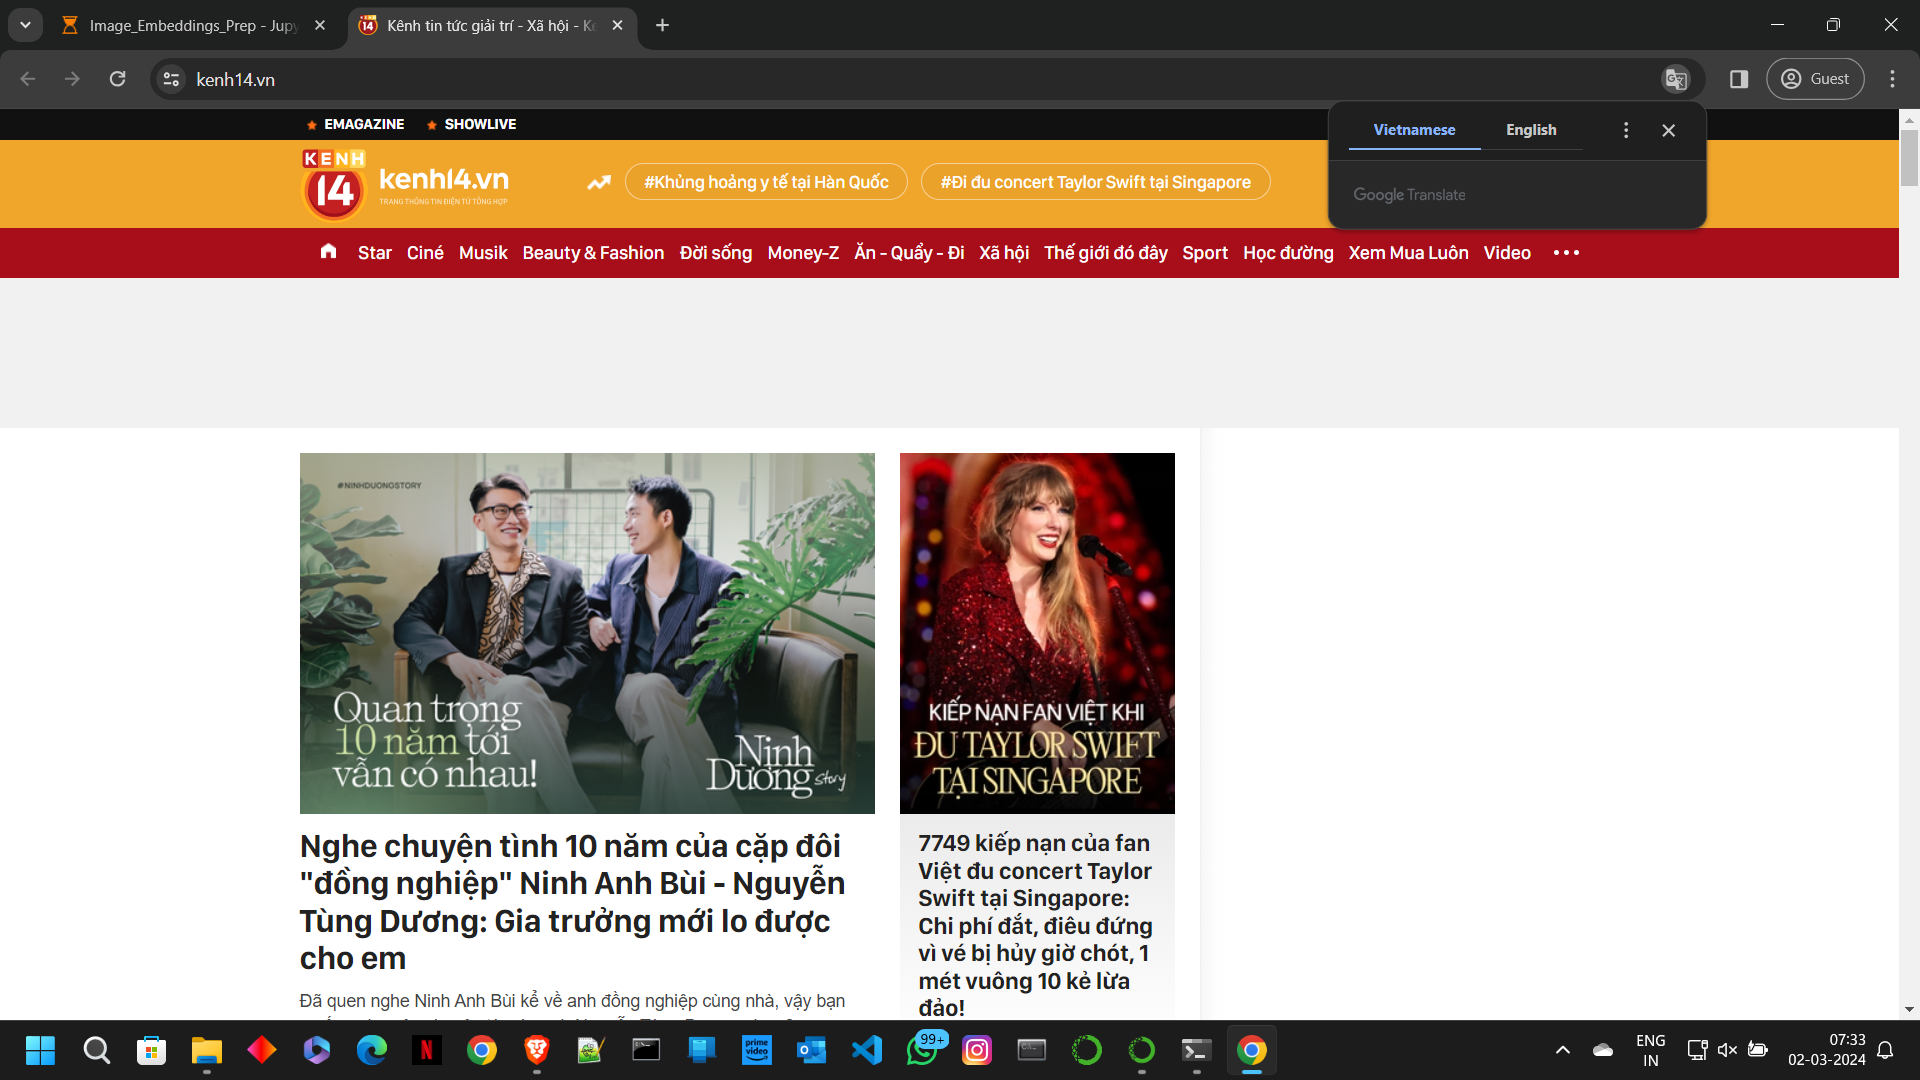 Image_Embeddings_Prep - Jupy
Kênh tin tức giải trí - Xã hội - Kê
kenh14.vn
Guest
EMAGAZINE
SHOWLIVE
Vietnamese
English
Google Translate
KENH
14
kenh14.vn
TRANG THÔNG TIN ĐIỆN TỬ TỔNG HỢP
#Khủng hoảng y tế tại Hàn Quốc
#Đi đu concert Taylor Swift tại Singapore
Star
Ciné
Musik
Beauty & Fashion
Đời sống
Money-Z
Ăn - Quẩy - Đi
Xã hội
Thế giới đó đây
Sport
Học đường
Xem Mua Luôn
Video
#NINHDUONGSTORY
Quan trọng
10 năm tới
vẫn có nhau!
Ninh
Dương story
KIẾP NẠN FAN VIỆT KHI
ĐU TAYLOR SWIFT
TẠI SINGAPORE
Nghe chuyện tình 10 năm của cặp đôi
"đồng nghiệp" Ninh Anh Bùi - Nguyễn
Tùng Dương: Gia trưởng mới lo được
cho em
Đã quen nghe Ninh Anh Bùi kể về anh đồng nghiệp cùng nhà, vậy bạn
7749 kiếp nạn của fan
Việt đu concert Taylor
Swift tại Singapore:
Chi phí đắt, điêu đứng
vì vé bị hủy giờ chót, 1
mét vuông 10 kẻ lừa
đảo!
prime
video
99+
ENG
IN
07:33
02-03-2024